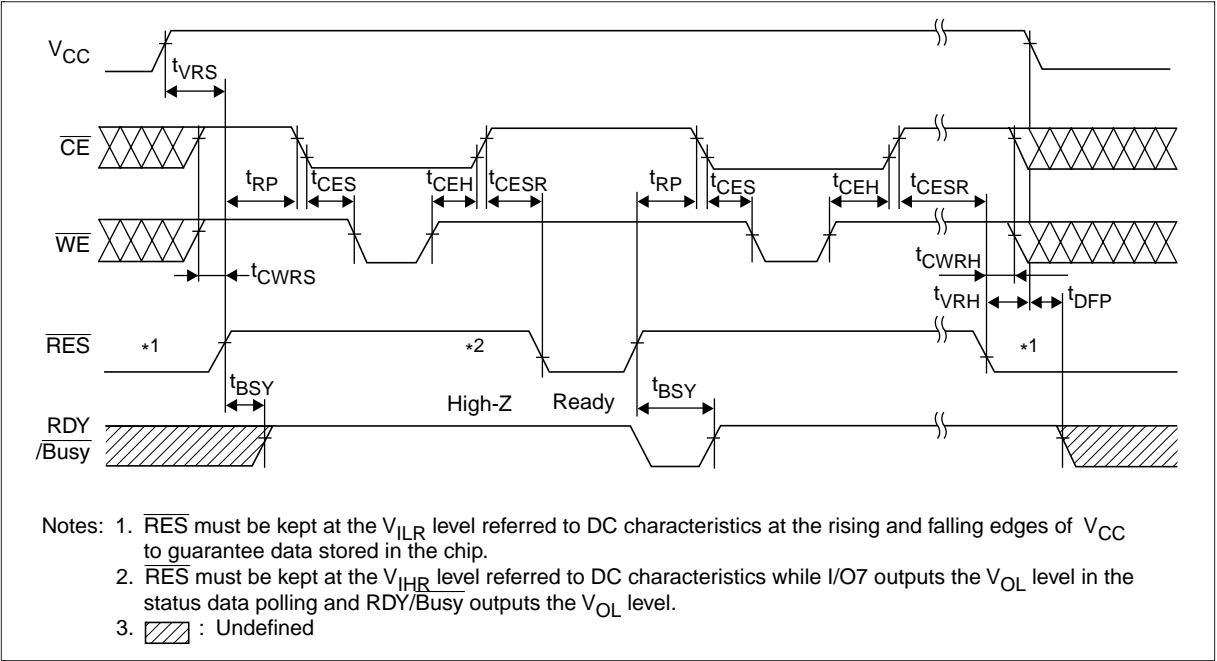 VCC
tVRS
CE
tRP tCES tCEH tCESR tRP tCES tCEH tCESR
WE
tCWRS tCWRH
tVRH tDFP
RES *1 *2 *1
tBSY tBSY
High-Z Ready
RDY
/Busy
Notes: 1. RES must be kept at the VILR level referred to DC characteristics at the rising and falling edges of VCC
to guarantee data stored in the chip.
2. RES must be kept at the VIHR level referred to DC characteristics while I/O7 outputs the VOL level in the
status data polling and RDY/Busy outputs the VOL level.
3. : Undefined